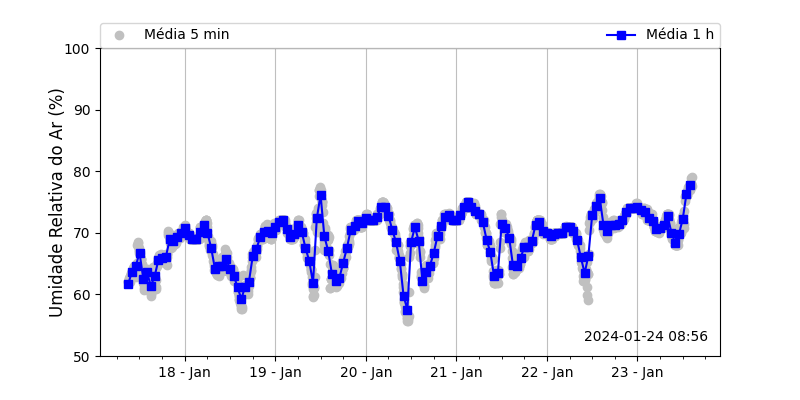 Média 5 min
Média 1 h
Umidade Relativa do Ar (%)
100
90
80
70
60
50
2024-01-24 08:56
18 - Jan
19 - Jan
20 - Jan
21 - Jan
22 - Jan
23 - Jan